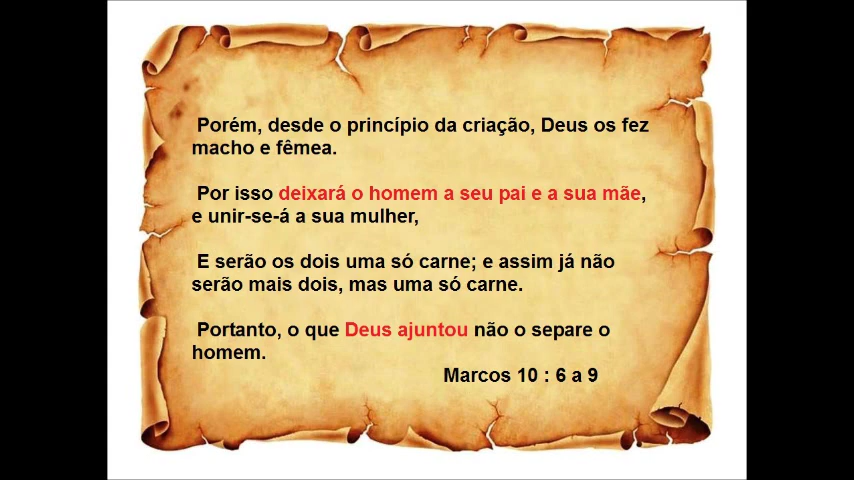 Porém, desde o princípio da criação, Deus os fez
macho e fêmea.
Por isso deixará o homem a seu pai e a sua mãe,
e unir-se-á a sua mulher,
E serão os dois uma só carne; e assim já não
serão mais dois, mas uma só carne.
Portanto, o que Deus ajuntou não o separe o
homem.
Marcos 10 : 6 a 9